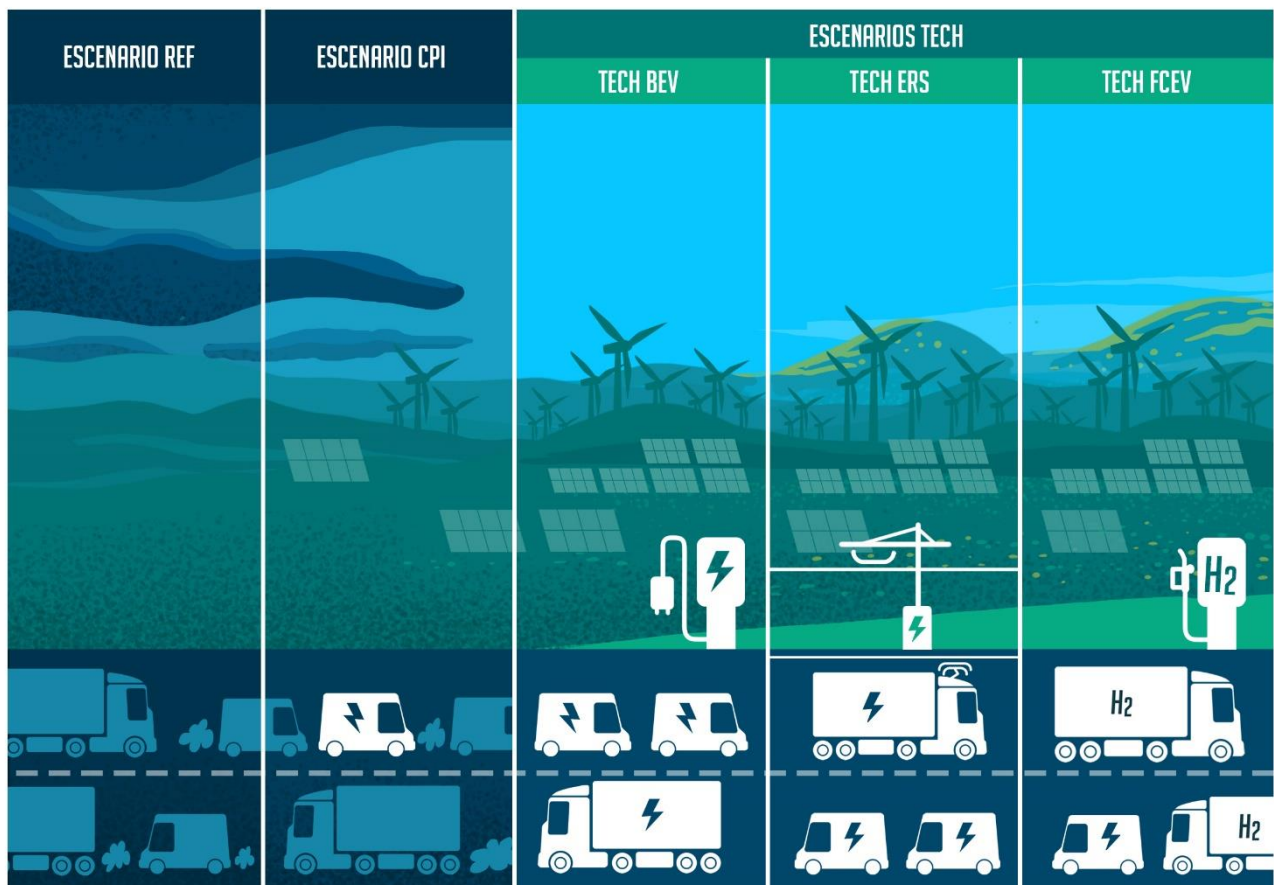 ESCENARIO REF
ESCENARIO CPI
ESCENARIOS TECH
TECH BEV
TECH ERS
TECH FCEV
H2
H2
H2